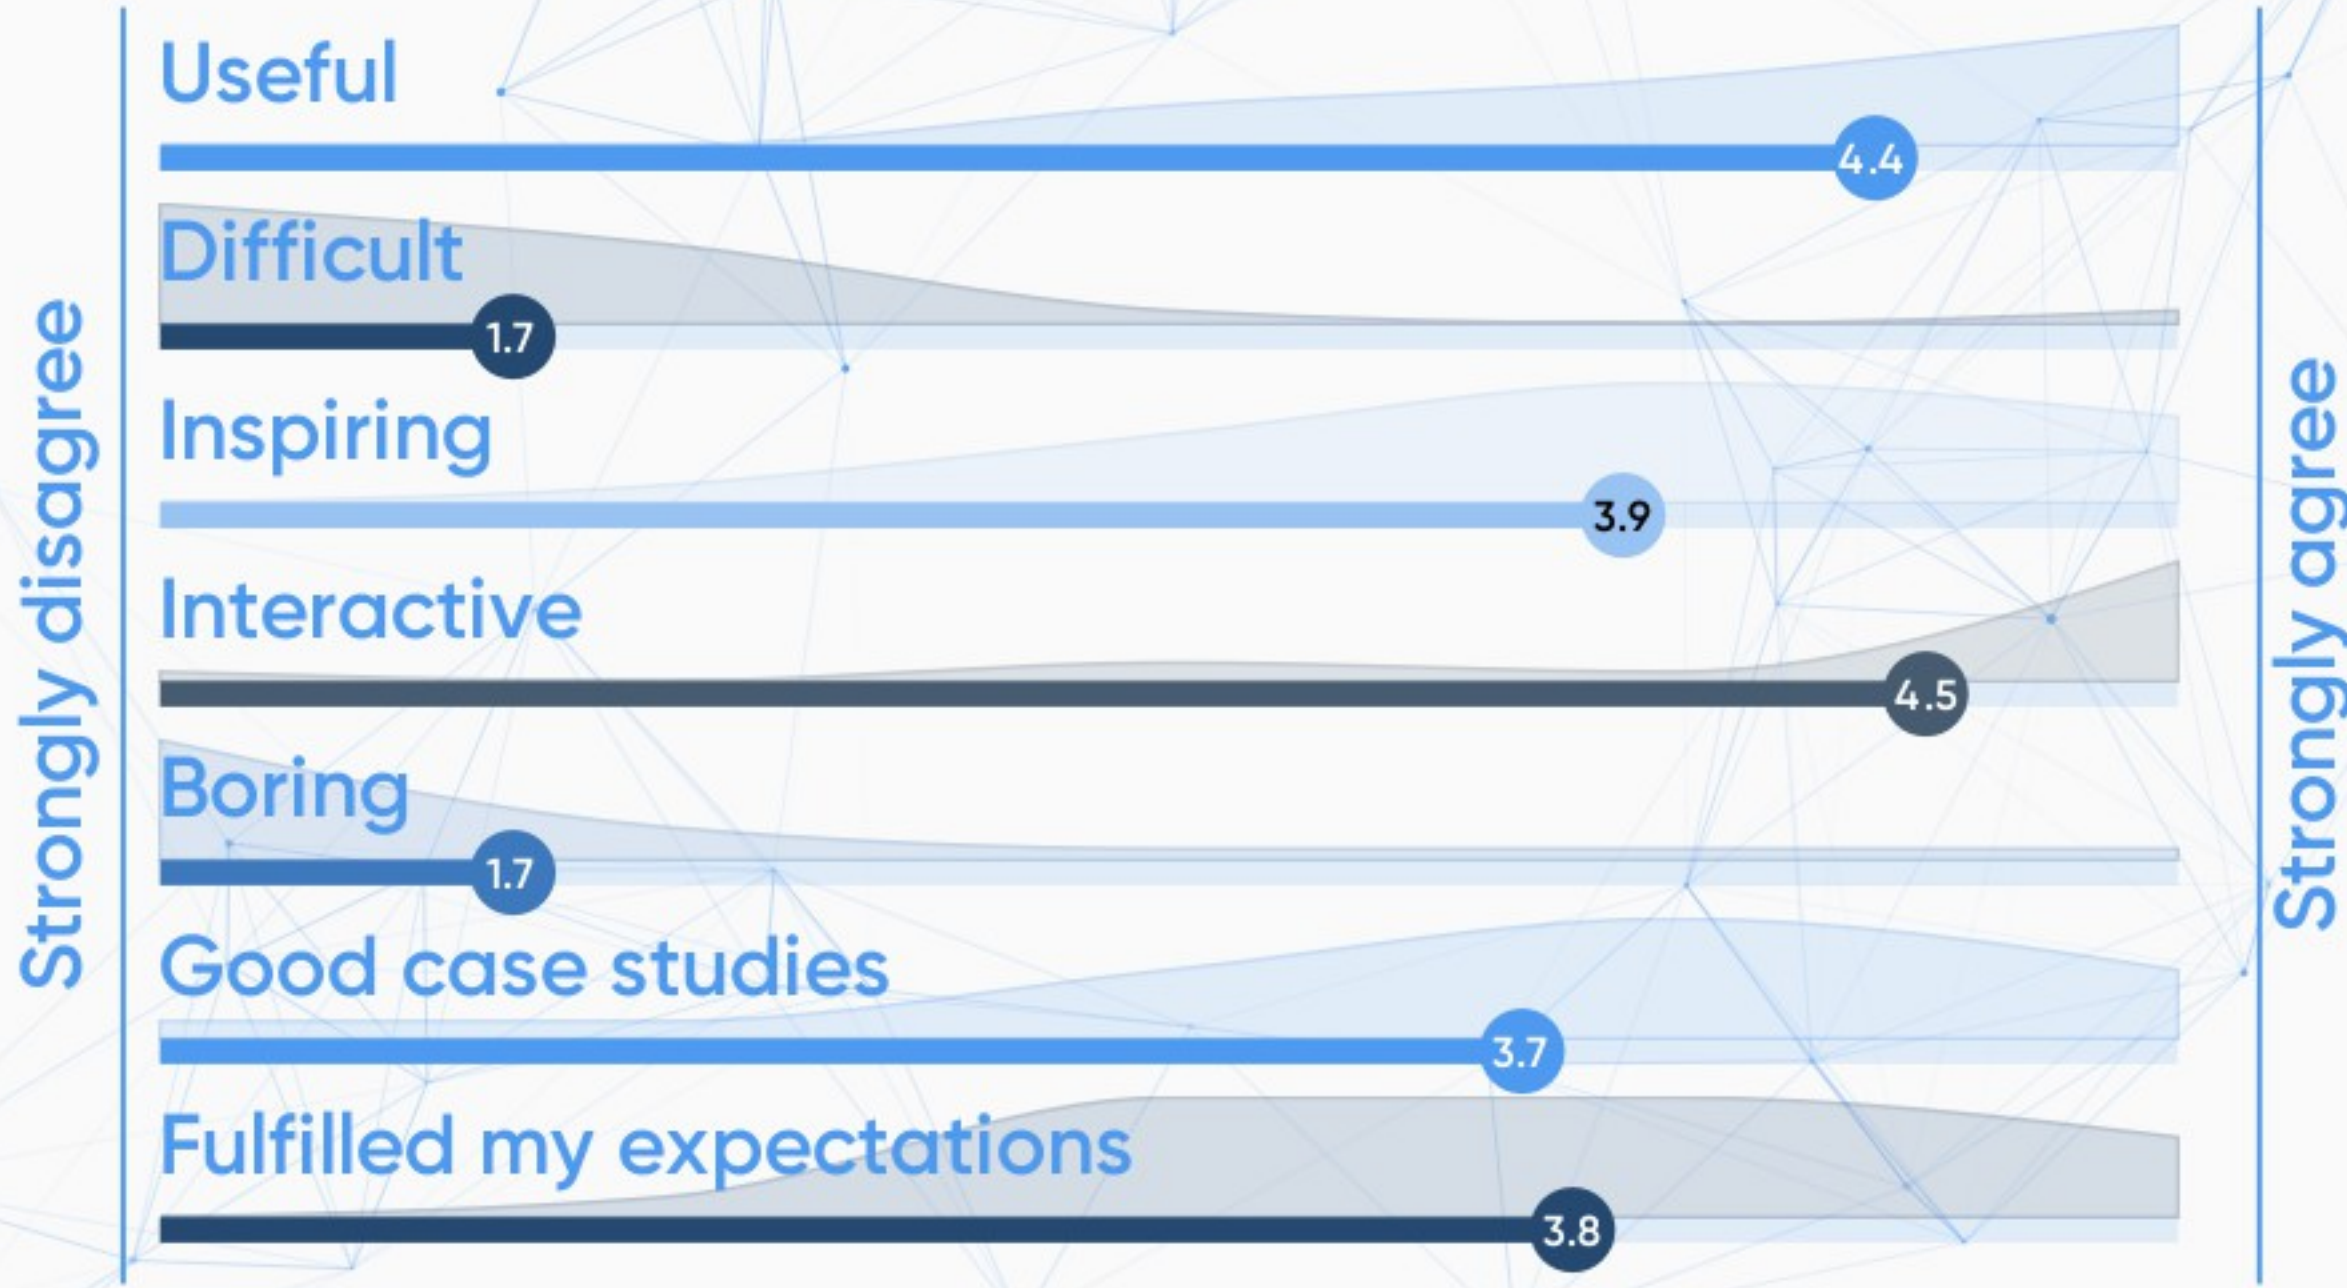 Strongly disagree
Useful
4.4
Difficult
1.7
Inspiring
3.9
Interactive
4.5
Boring
1.7
Good case studies
3.7
Fulfilled my expectations
3.8
Strongly agree